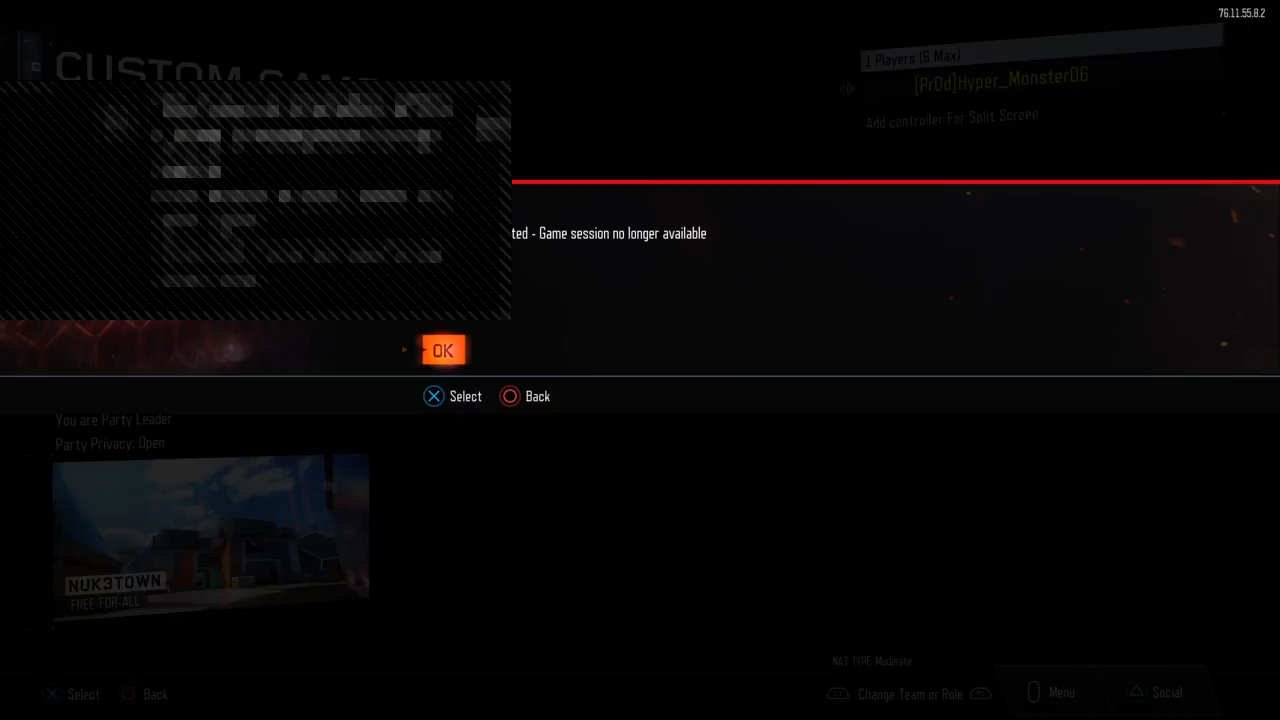 76.11.55.8.2
CUSTOM GAME
1 Players (6 Max)
[Pr0d]Hyper_Monster06
Add controller For Split Screen
ted - Game session no longer available
OK
Select Back
You are Party Leader
Party Privacy: Open
NUK3TOWN
FREE-FOR-ALL
NAT TYPE: Moderate
Select Back Change Team or Role Menu Social